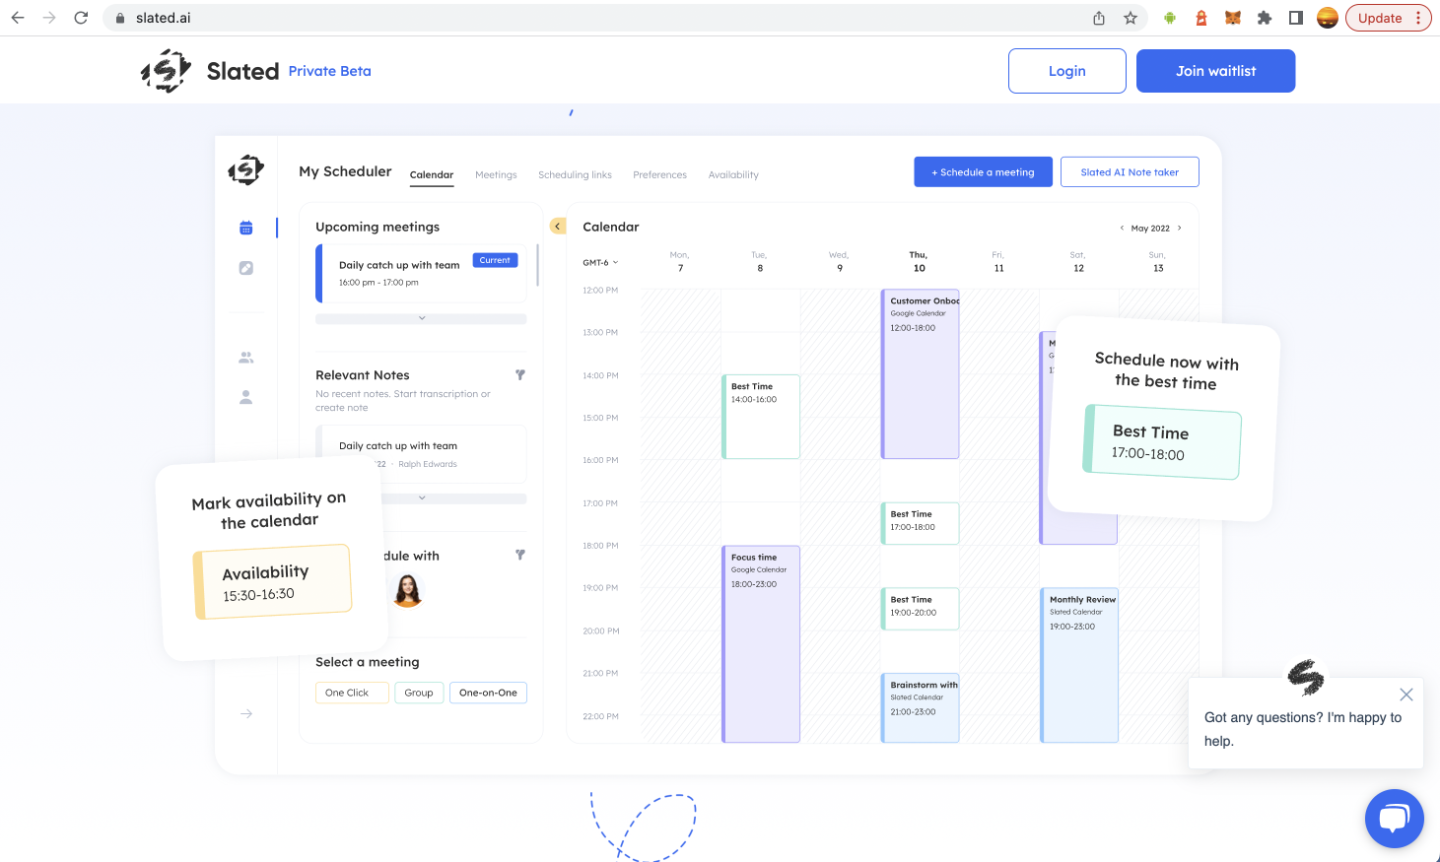 slated.ai
Update
Slated Private Beta
Login
Join waitlist
My Scheduler
Calendar
Meetings
Scheduling links
Preferences
Availability
+ Schedule a meeting
Slated AI Note taker
Upcoming meetings
Daily catch up with team
Current
16:00 pm - 17:00 pm
Relevant Notes
No recent notes. Start transcription or
create note
Daily catch up with team
22 - Ralph Edwards
Mark availability on
the calendar
Availability
15:30-16:30
dule with
Select a meeting
One Click
Group
One-on-One
Calendar
May 2022
GMT-6
Mon,
7
Tue,
8
Wed,
9
Thu,
10
Fri,
11
Sat,
12
Sun,
13
12:00 PM
13:00 PM
14:00 PM
15:00 PM
16:00 PM
17:00 PM
18:00 PM
19:00 PM
20:00 PM
21:00 PM
22:00 PM
Best Time
14:00-16:00
Focus time
Google Calendar
18:00-23:00
Customer Onboc
Google Calendar
12:00-18:00
Best Time
17:00-18:00
Best Time
19:00-20:00
Brainstorm with
Slated Calendar
21:00-23:00
Monthly Review
Slated Calendar
19:00-23:00
Schedule now with
the best time
Best Time
17:00-18:00
Got any questions? I'm happy to
help.